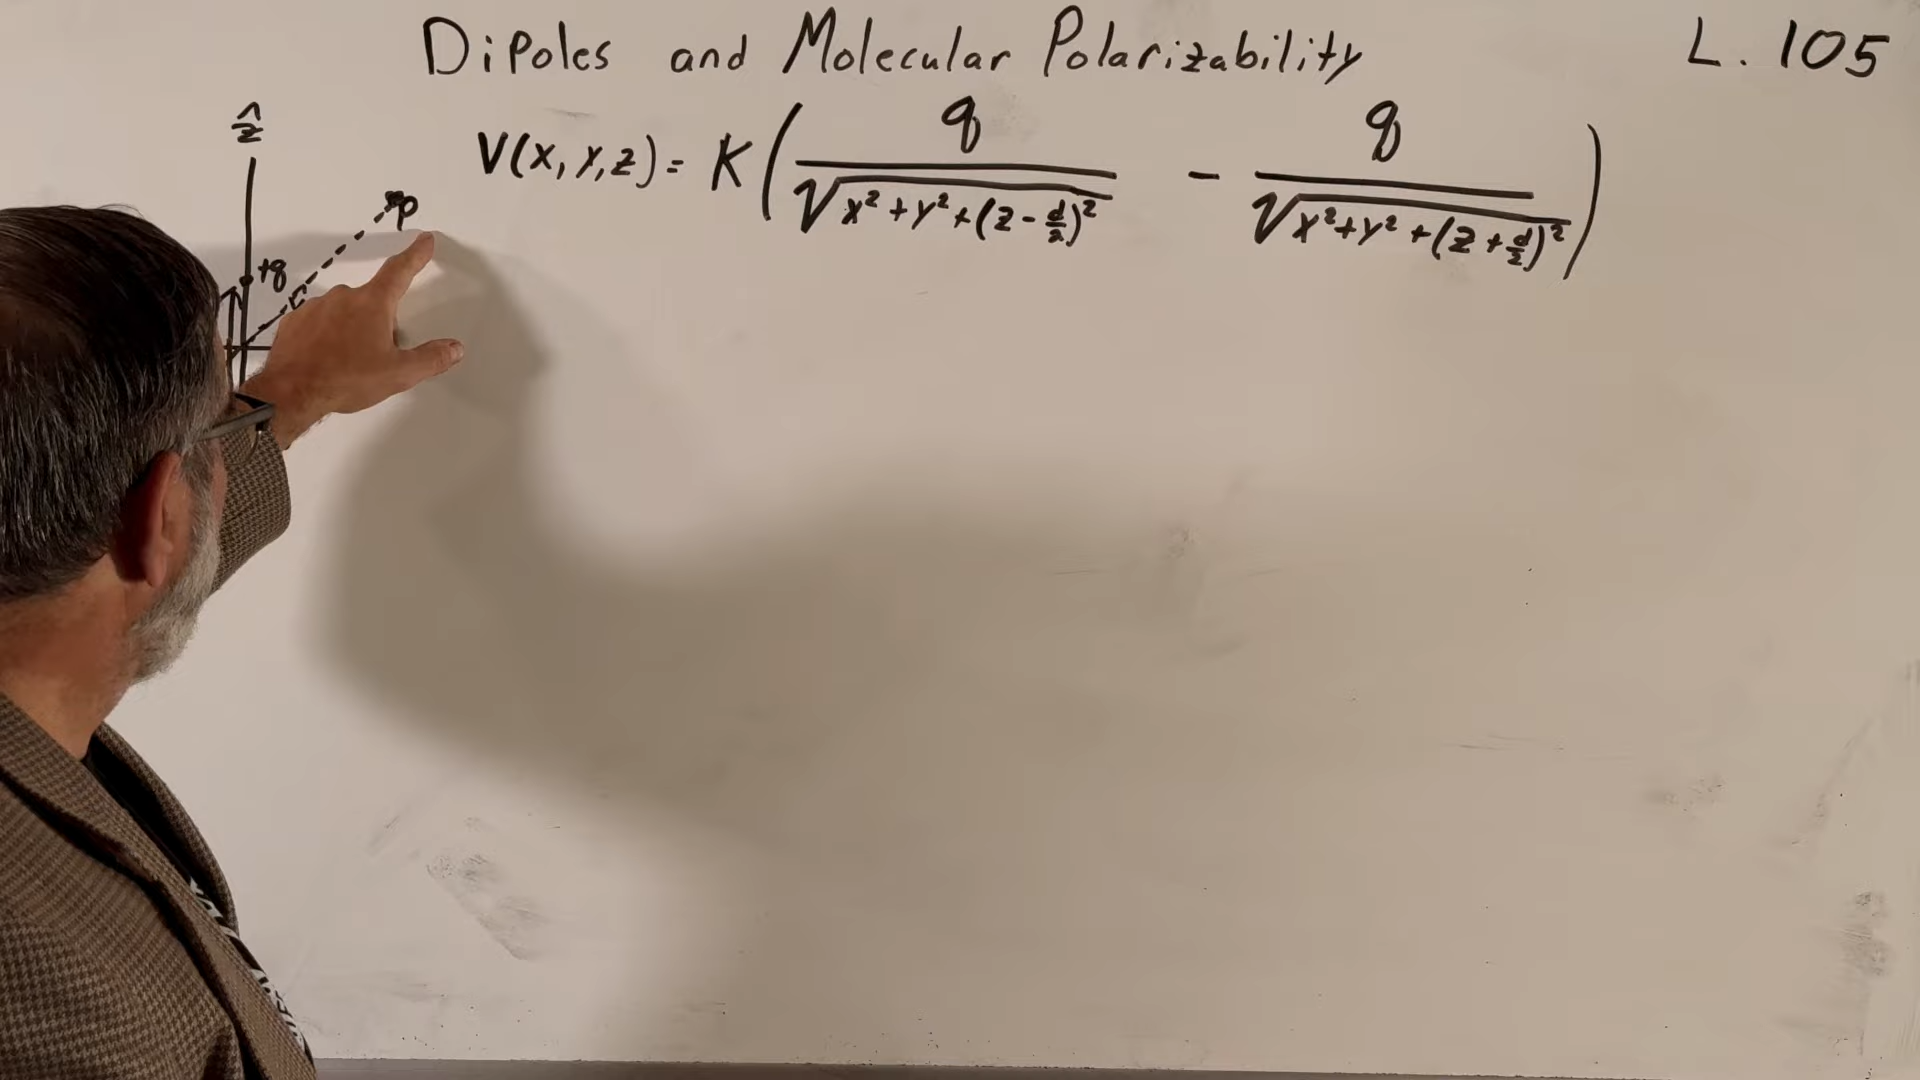 Dipoles and Molecular Polarizability L. 105
V(x,y,z) = K ( q / √(x² + y² + (z - d/2)²) - q / √(x² + y² + (z + d/2)²) )
ẑ
p
+q
r